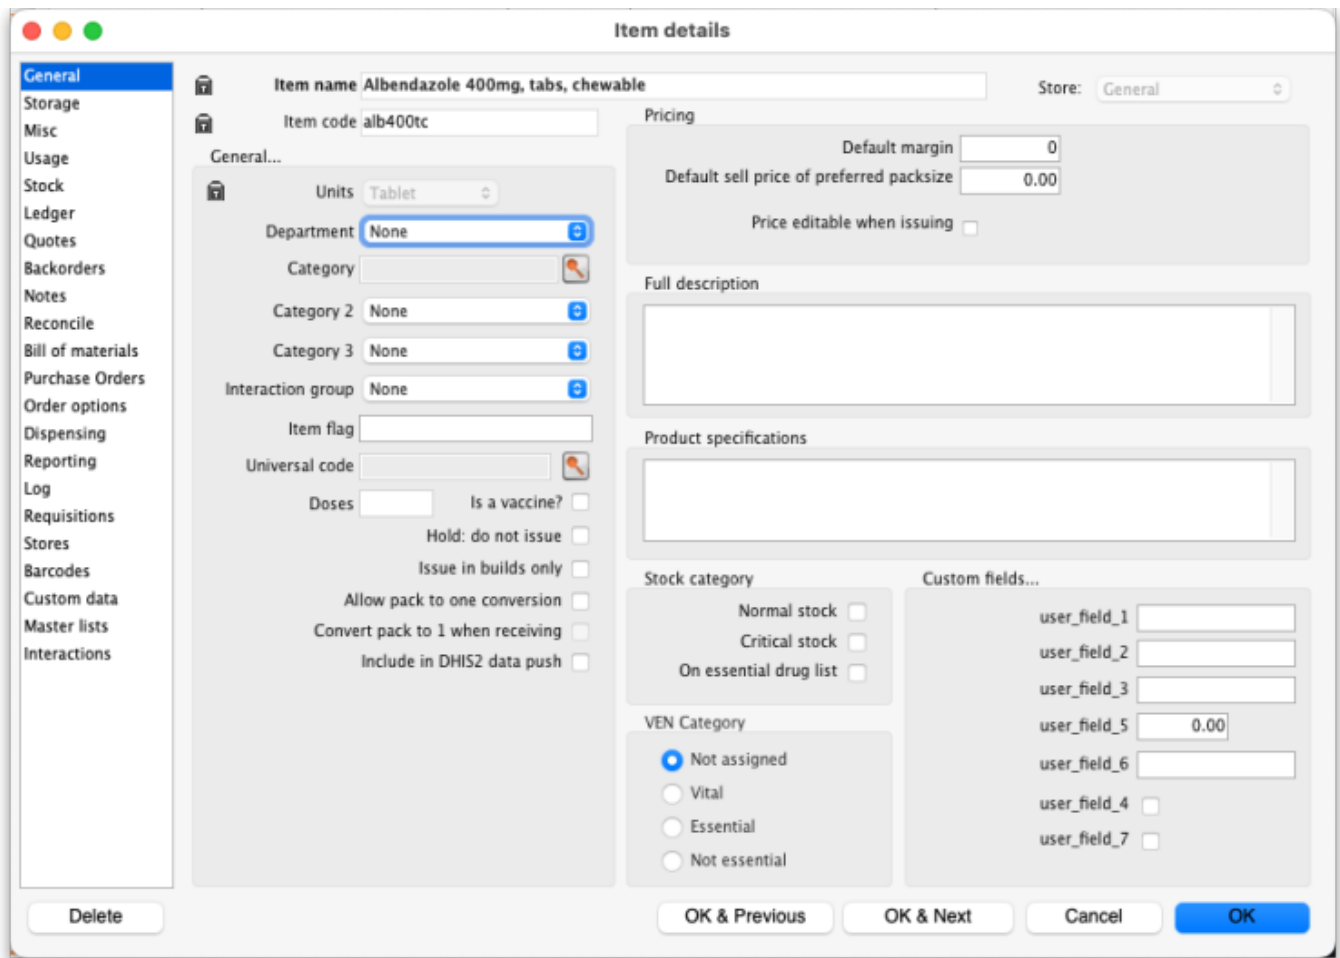 Item details
General
Storage
Misc
Usage
Stock
Ledger
Quotes
Backorders
Notes
Reconcile
Bill of materials
Purchase Orders
Order options
Dispensing
Reporting
Log
Requisitions
Stores
Barcodes
Custom data
Master lists
Interactions
Item name Albendazole 400mg, tabs, chewable
Store: General
Item code alb400tc
General...
Units Tablet
Department None
Category
Category 2 None
Category 3 None
Interaction group None
Item flag
Universal code
Doses Is a vaccine?
Hold: do not issue
Issue in builds only
Allow pack to one conversion
Convert pack to 1 when receiving
Include in DHIS2 data push
Pricing
Default margin 0
Default sell price of preferred packsize 0.00
Price editable when issuing
Full description
Product specifications
Stock category
Normal stock
Critical stock
On essential drug list
VEN Category
Not assigned
Vital
Essential
Not essential
Custom fields...
user_field_1
user_field_2
user_field_3
user_field_5 0.00
user_field_6
user_field_4
user_field_7
Delete
OK & Previous
OK & Next
Cancel
OK